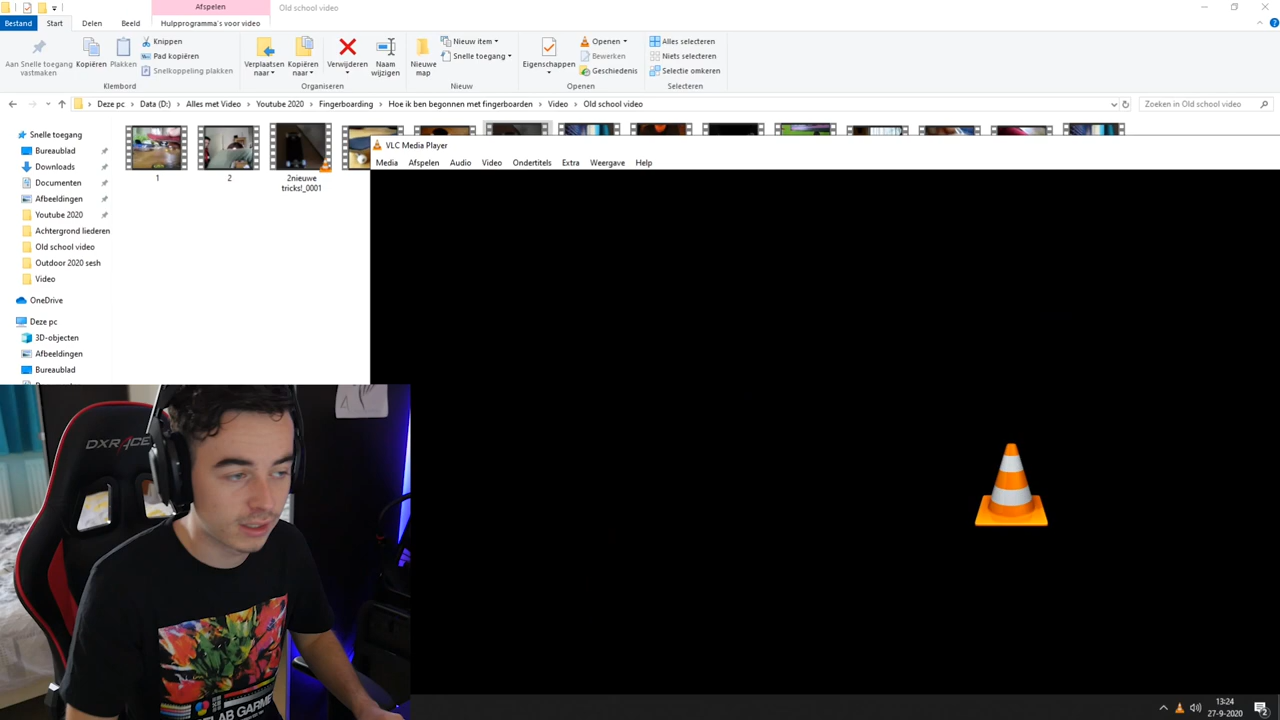 Afspelen
Old school video
Bestand
Start
Delen
Beeld
Hulpprogramma's voor video
Aan Snelle toegang vastmaken
Kopiëren
Plakken
Knippen
Pad kopiëren
Snelkoppeling plakken
Klembord
Verplaatsen naar
Kopiëren naar
Verwijderen
Naam wijzigen
Organiseren
Nieuwe map
Nieuw item
Snelle toegang
Nieuw
Eigenschappen
Openen
Bewerken
Geschiedenis
Openen
Alles selecteren
Niets selecteren
Selectie omkeren
Selecteren
Deze pc > Data (D:) > Alles met Video > Youtube 2020 > Fingerboarding > Hoe ik ben begonnen met fingerboarden > Video > Old school video
Zoeken in Old school video
Snelle toegang
Bureaublad
Downloads
Documenten
Afbeeldingen
Youtube 2020
Achtergrond liederen
Old school video
Outdoor 2020 sesh
Video
OneDrive
Deze pc
3D-objecten
Afbeeldingen
Bureaublad
1
2
2nieuwe
tricks!_0001
VLC Media Player
Media Afspelen Audio Video Ondertitels Extra Weergave Help
DXRACER
13:24
27-9-2020
2